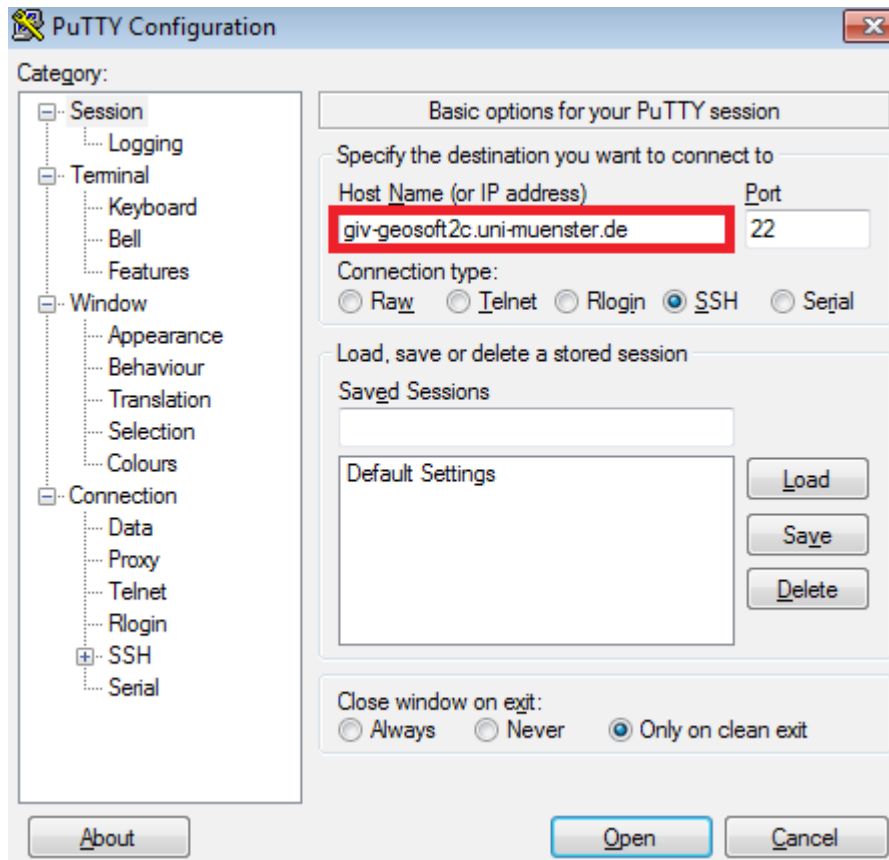 PuTTY Configuration
Category:
Session
Logging
Terminal
Keyboard
Bell
Features
Window
Appearance
Behaviour
Translation
Selection
Colours
Connection
Data
Proxy
Telnet
Rlogin
SSH
Serial
Basic options for your PuTTY session
Specify the destination you want to connect to
Host Name (or IP address) Port
giv-geosoft2c.uni-muenster.de 22
Connection type:
Raw Telnet Rlogin SSH Serial
Load, save or delete a stored session
Saved Sessions
Default Settings
Load
Save
Delete
Close window on exit:
Always Never Only on clean exit
About Open Cancel